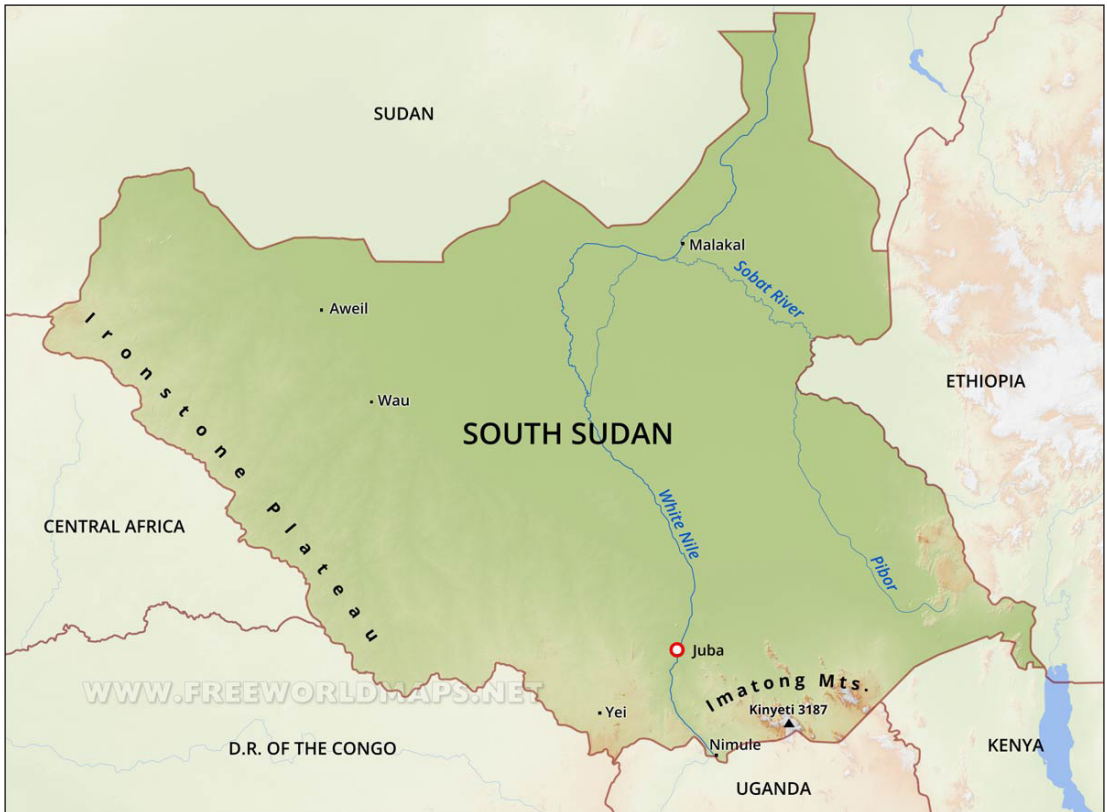 SUDAN
Malakal
Sobat River
Aweil
Ironstone Plateau
ETHIOPIA
Wau
SOUTH SUDAN
White Nile
CENTRAL AFRICA
Pibor
Juba
Imatong Mts.
WWW.FREEWORLDMAPS.NET
Kinyeti 3187
Yei
Nimule
D.R. OF THE CONGO
KENYA
UGANDA